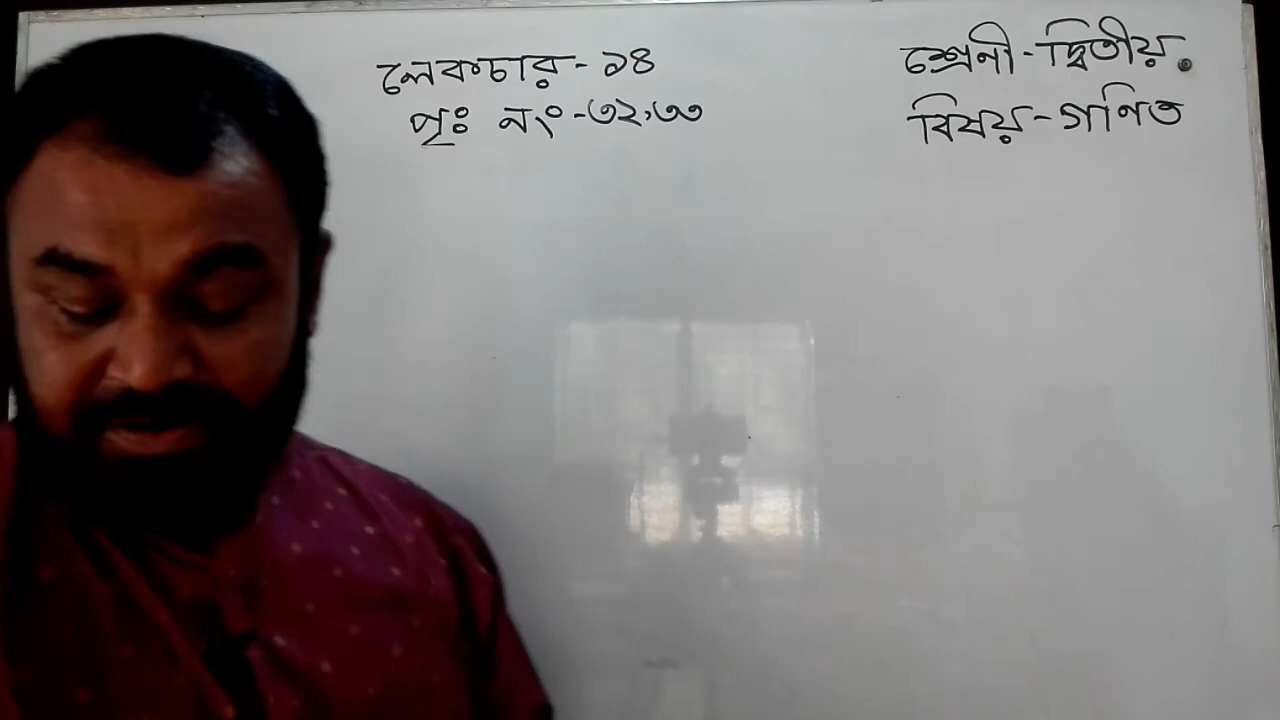 লেকচার-১৪
পৃঃ নং-৩২,৩৩
শ্রেনী-দ্বিতীয়.
বিষয়-গণিত